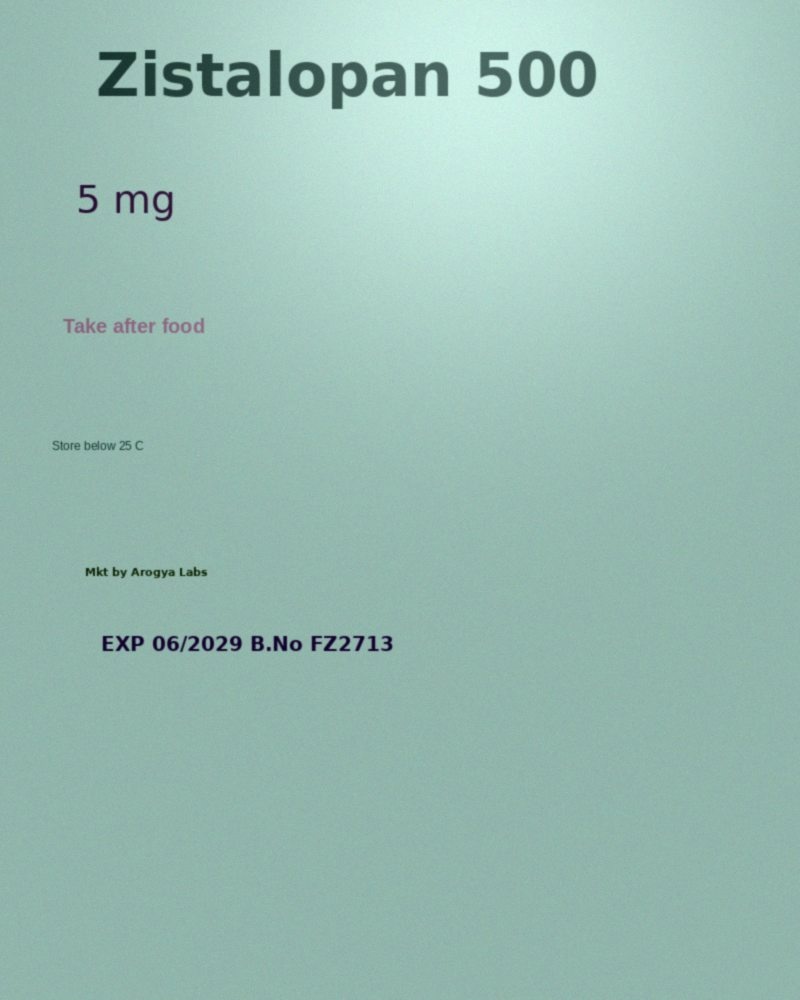 Zistalopan 500
5 mg
Take after food
Store below 25 C
Mkt by Arogya Labs
EXP 06/2029 B.No FZ2713